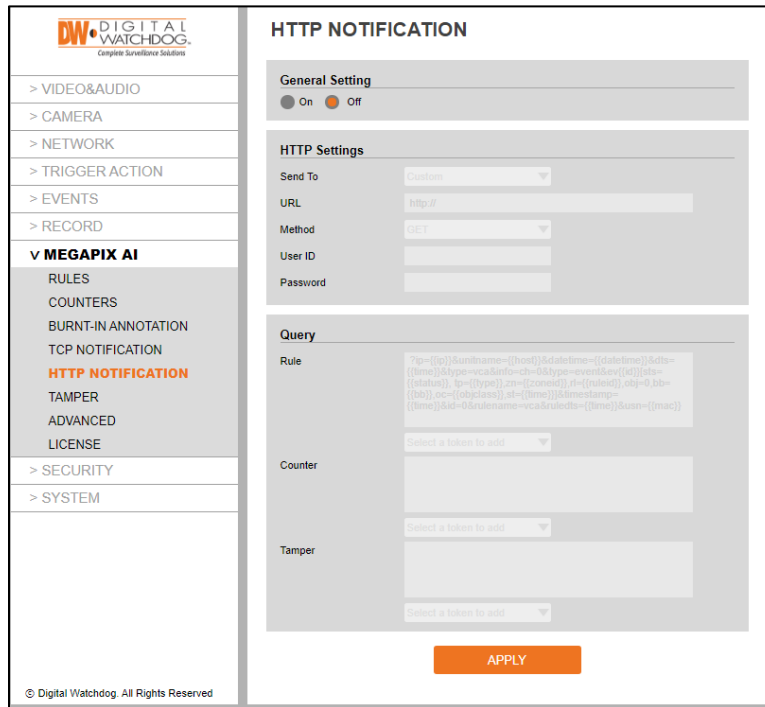 DW DIGITAL
WATCHDOG
Complete Surveillance Solutions
> VIDEO&AUDIO
> CAMERA
> NETWORK
> TRIGGER ACTION
> EVENTS
> RECORD
v MEGAPIX AI
RULES
COUNTERS
BURNT-IN ANNOTATION
TCP NOTIFICATION
HTTP NOTIFICATION
TAMPER
ADVANCED
LICENSE
> SECURITY
> SYSTEM
© Digital Watchdog. All Rights Reserved
HTTP NOTIFICATION
General Setting
On Off
HTTP Settings
Send To Custom
URL http://
Method GET
User ID
Password
Query
Rule ?ip={{ip}}&unitname={{host}}&datetime={{datetime}}&dts=
{{time}}&type=vca&info=ch=0&type=event&ev[{{id}}]sts=
{{status}}, tp={{type}},zn={{zoneid}},rl={{ruleid}},obj=0,bb=
{{bb}},oc={{objclass}},st={{time}}]&timestamp=
{{time}}&id=0&rulename=vca&ruledts={{time}}&usn={{mac}}
Select a token to add
Counter
Select a token to add
Tamper
Select a token to add
APPLY